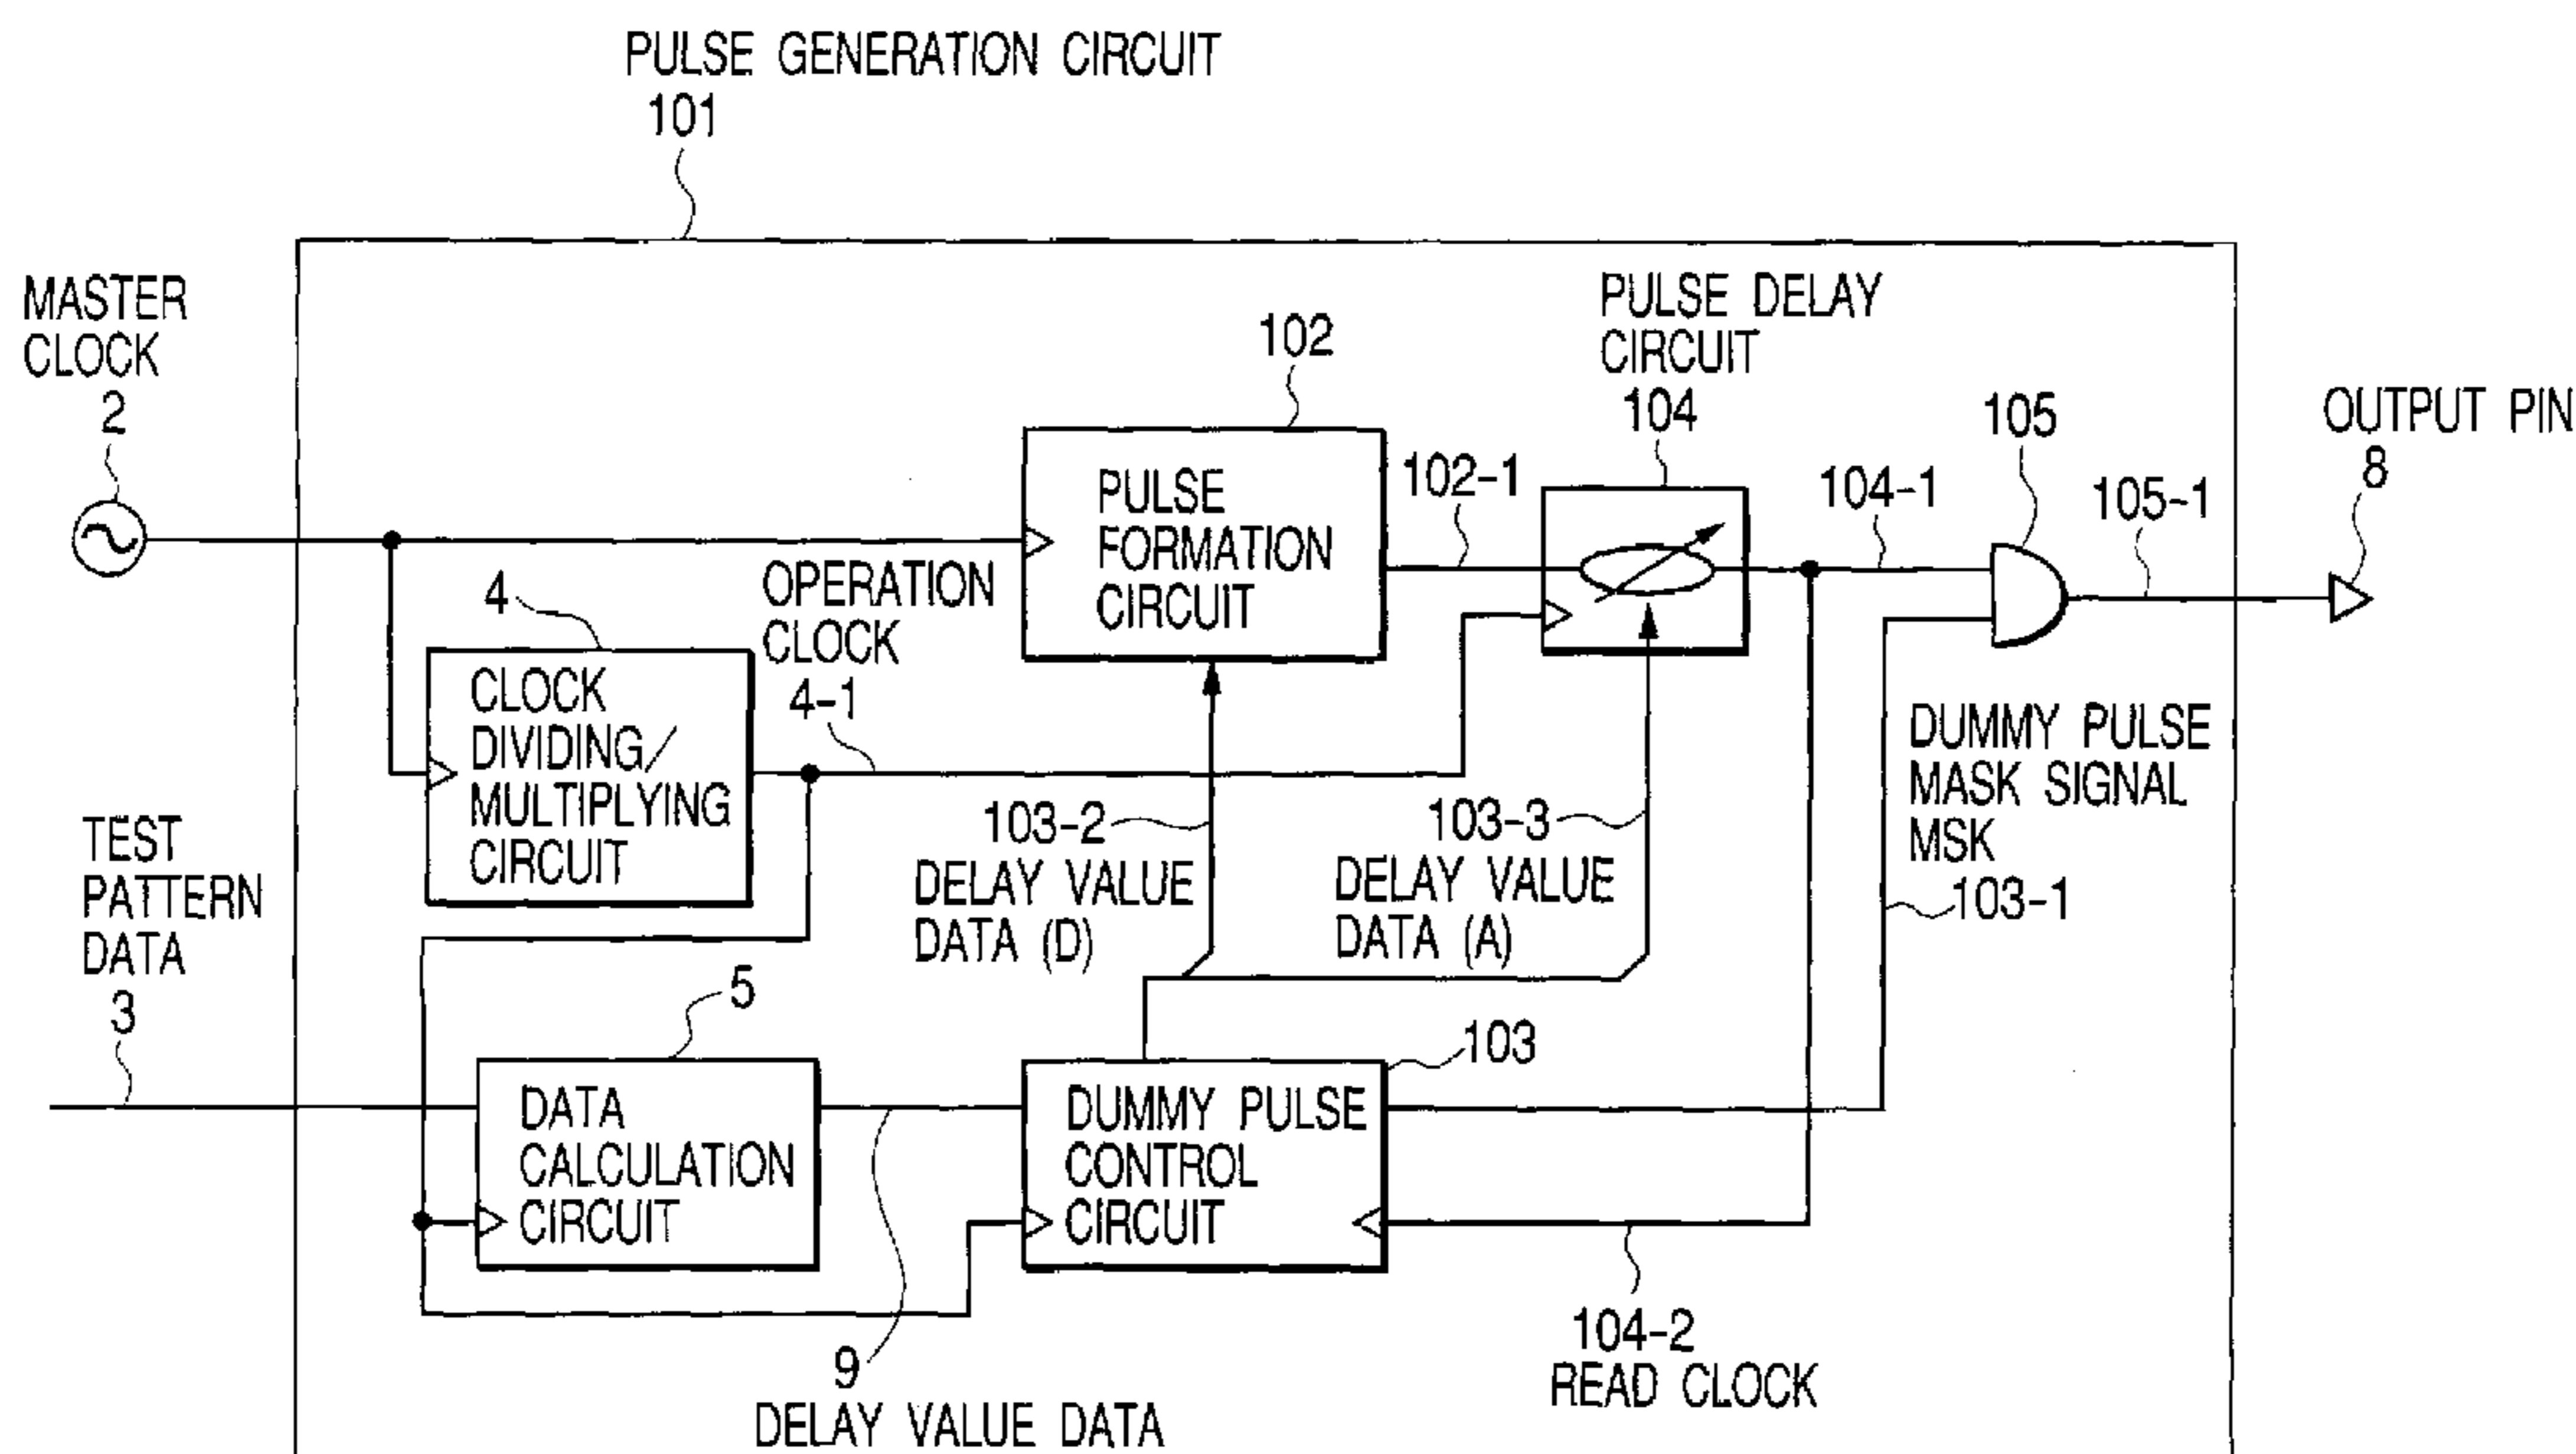 PULSE GENERATION CIRCUIT
101
MASTER
CLOCK
2
102
PULSE DELAY
CIRCUIT
104
105
OUTPUT PIN
8
PULSE
FORMATION
CIRCUIT
102-1
104-1
105-1
4
OPERATION
CLOCK
4-1
CLOCK
DIVIDING/
MULTIPLYING
CIRCUIT
DUMMY PULSE
MASK SIGNAL
MSK
103-1
103-2
DELAY VALUE
DATA (D)
103-3
DELAY VALUE
DATA (A)
TEST
PATTERN
DATA
3
5
103
DATA
CALCULATION
CIRCUIT
DUMMY PULSE
CONTROL
CIRCUIT
9
DELAY VALUE DATA
104-2
READ CLOCK